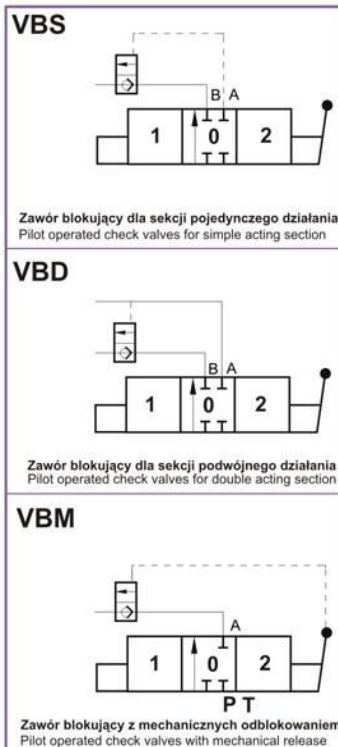 VBS
B A
1 0 2
Zawór blokujący dla sekcji pojedynczego działania
Pilot operated check valves for simple acting section
VBD
B A
1 0 2
Zawór blokujący dla sekcji podwójnego działania
Pilot operated check valves for double acting section
VBM
A
1 0 2
P T
Zawór blokujący z mechanicznych odblokowaniem
Pilot operated check valves with mechanical release